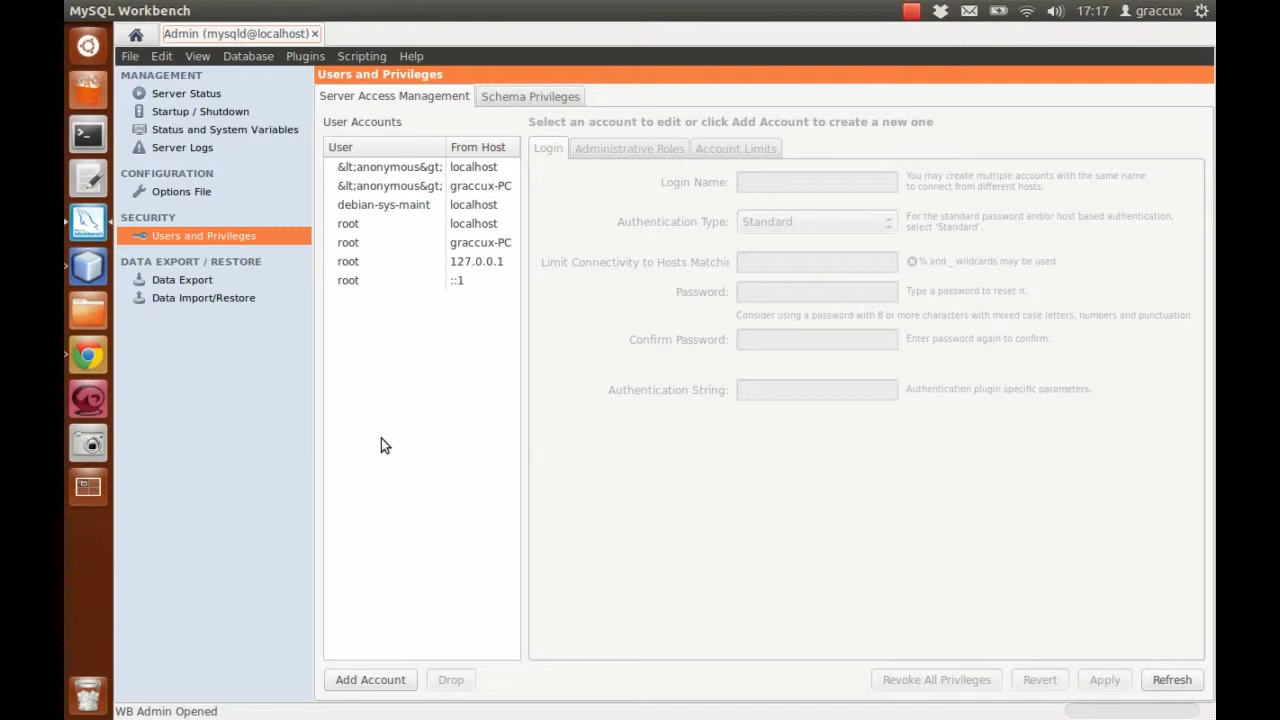 MySQL Workbench
17:17 graccux
Admin (mysqld@localhost) ×
File Edit View Database Plugins Scripting Help
MANAGEMENT
Server Status
Startup / Shutdown
Status and System Variables
Server Logs
CONFIGURATION
Options File
SECURITY
Users and Privileges
DATA EXPORT / RESTORE
Data Export
Data Import/Restore
Users and Privileges
Server Access Management Schema Privileges
User Accounts
User From Host
&lt;anonymous&gt; localhost
&lt;anonymous&gt; graccux-PC
debian-sys-maint localhost
root localhost
root graccux-PC
root 127.0.0.1
root ::1
Add Account Drop
Select an account to edit or click Add Account to create a new one
Login Administrative Roles Account Limits
Login Name:
You may create multiple accounts with the same name
to connect from different hosts.
Authentication Type: Standard
For the standard password and/or host based authentication,
select 'Standard'.
Limit Connectivity to Hosts Matchir
% and _ wildcards may be used
Password:
Type a password to reset it.
Consider using a password with 8 or more characters with mixed case letters, numbers and punctuation
Confirm Password:
Enter password again to confirm.
Authentication String:
Authentication plugin specific parameters.
Revoke All Privileges Revert Apply Refresh
WB Admin Opened